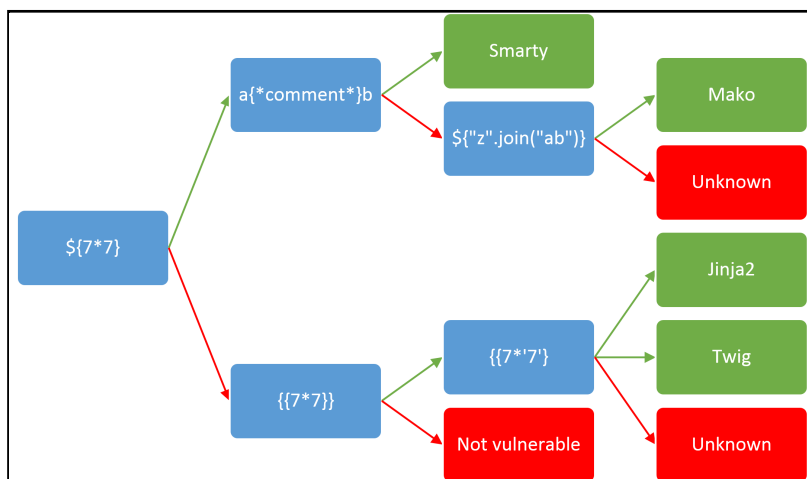 Smarty
a{*comment*}b
Mako
${"z".join("ab")}
Unknown
${7*7}
Jinja2
{{7*'7'}
Twig
{{7*7}}
Not vulnerable
Unknown